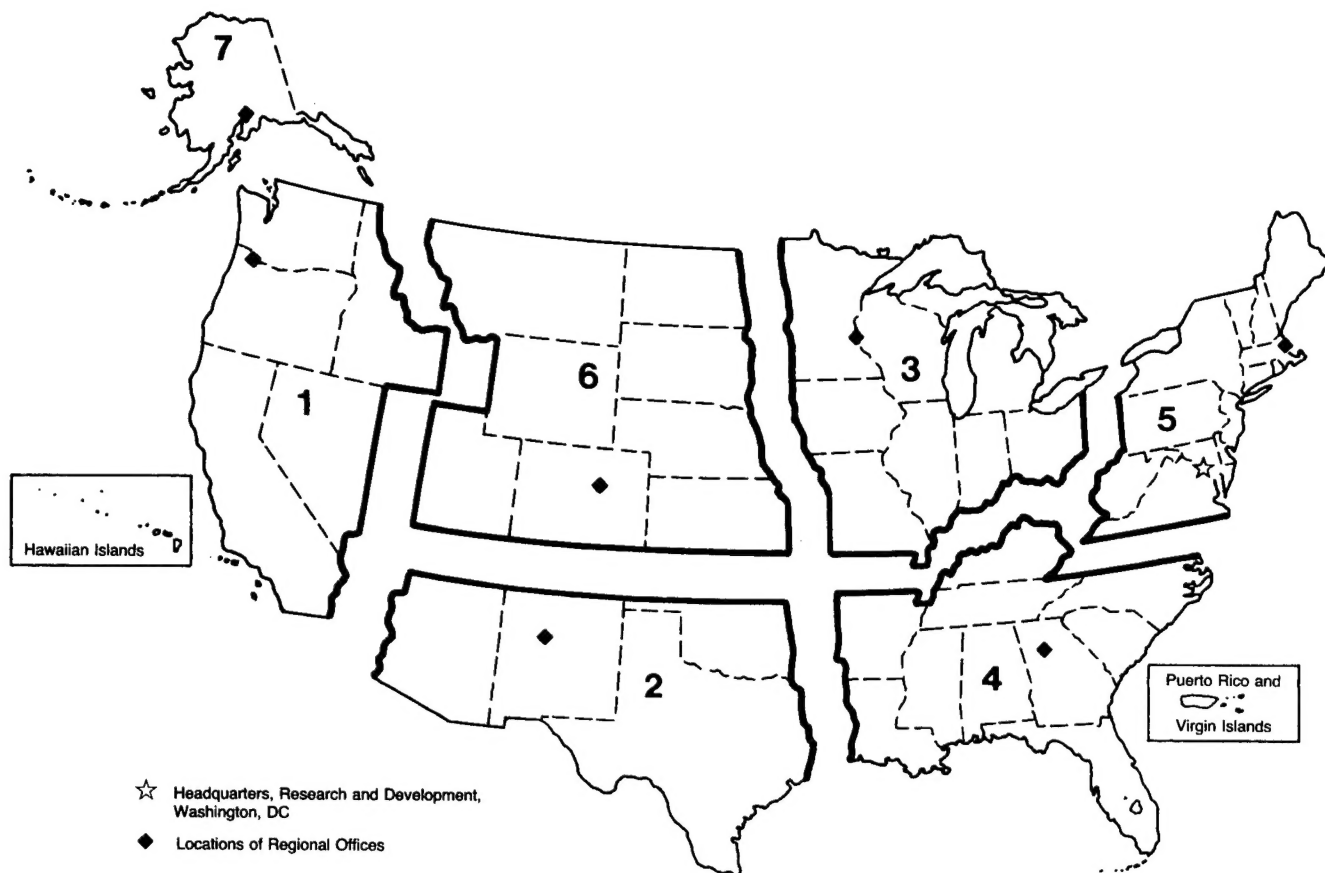 7
6
3
1
5
Hawaiian Islands
2
4
Puerto Rico and
Virgin Islands
Headquarters, Research and Development,
Washington, DC
Locations of Regional Offices